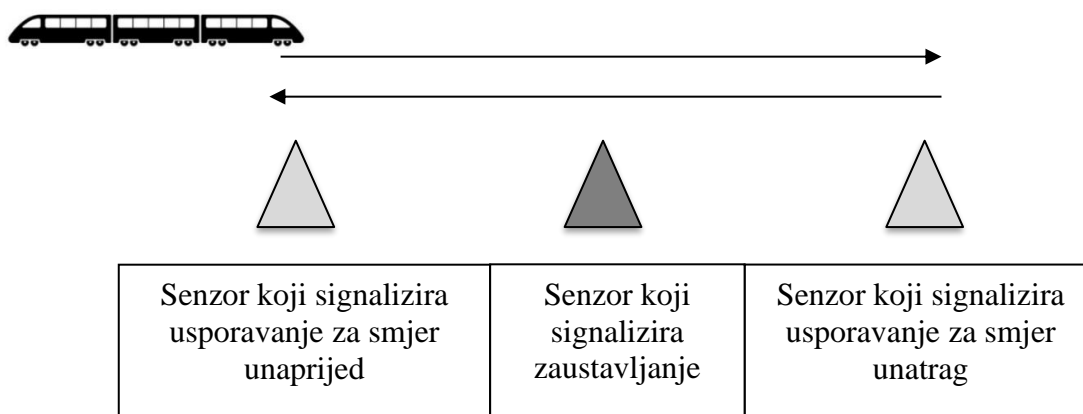 Senzor koji signalizira
usporavanje za smjer
unaprijed
Senzor koji
signalizira
zaustavljanje
Senzor koji signalizira
usporavanje za smjer
unatrag